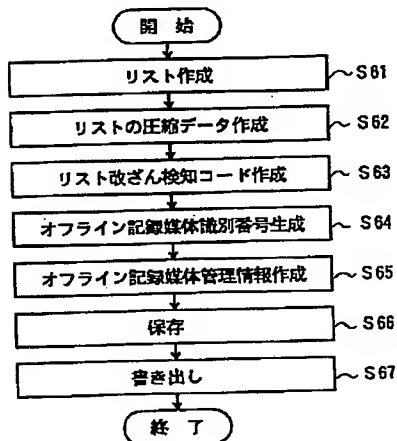 開 始
リスト作成 S61
リストの圧縮データ作成 S62
リスト改ざん検知コード作成 S63
オフライン記録媒体識別番号生成 S64
オフライン記録媒体管理情報作成 S65
保存 S66
書き出し S67
終 了